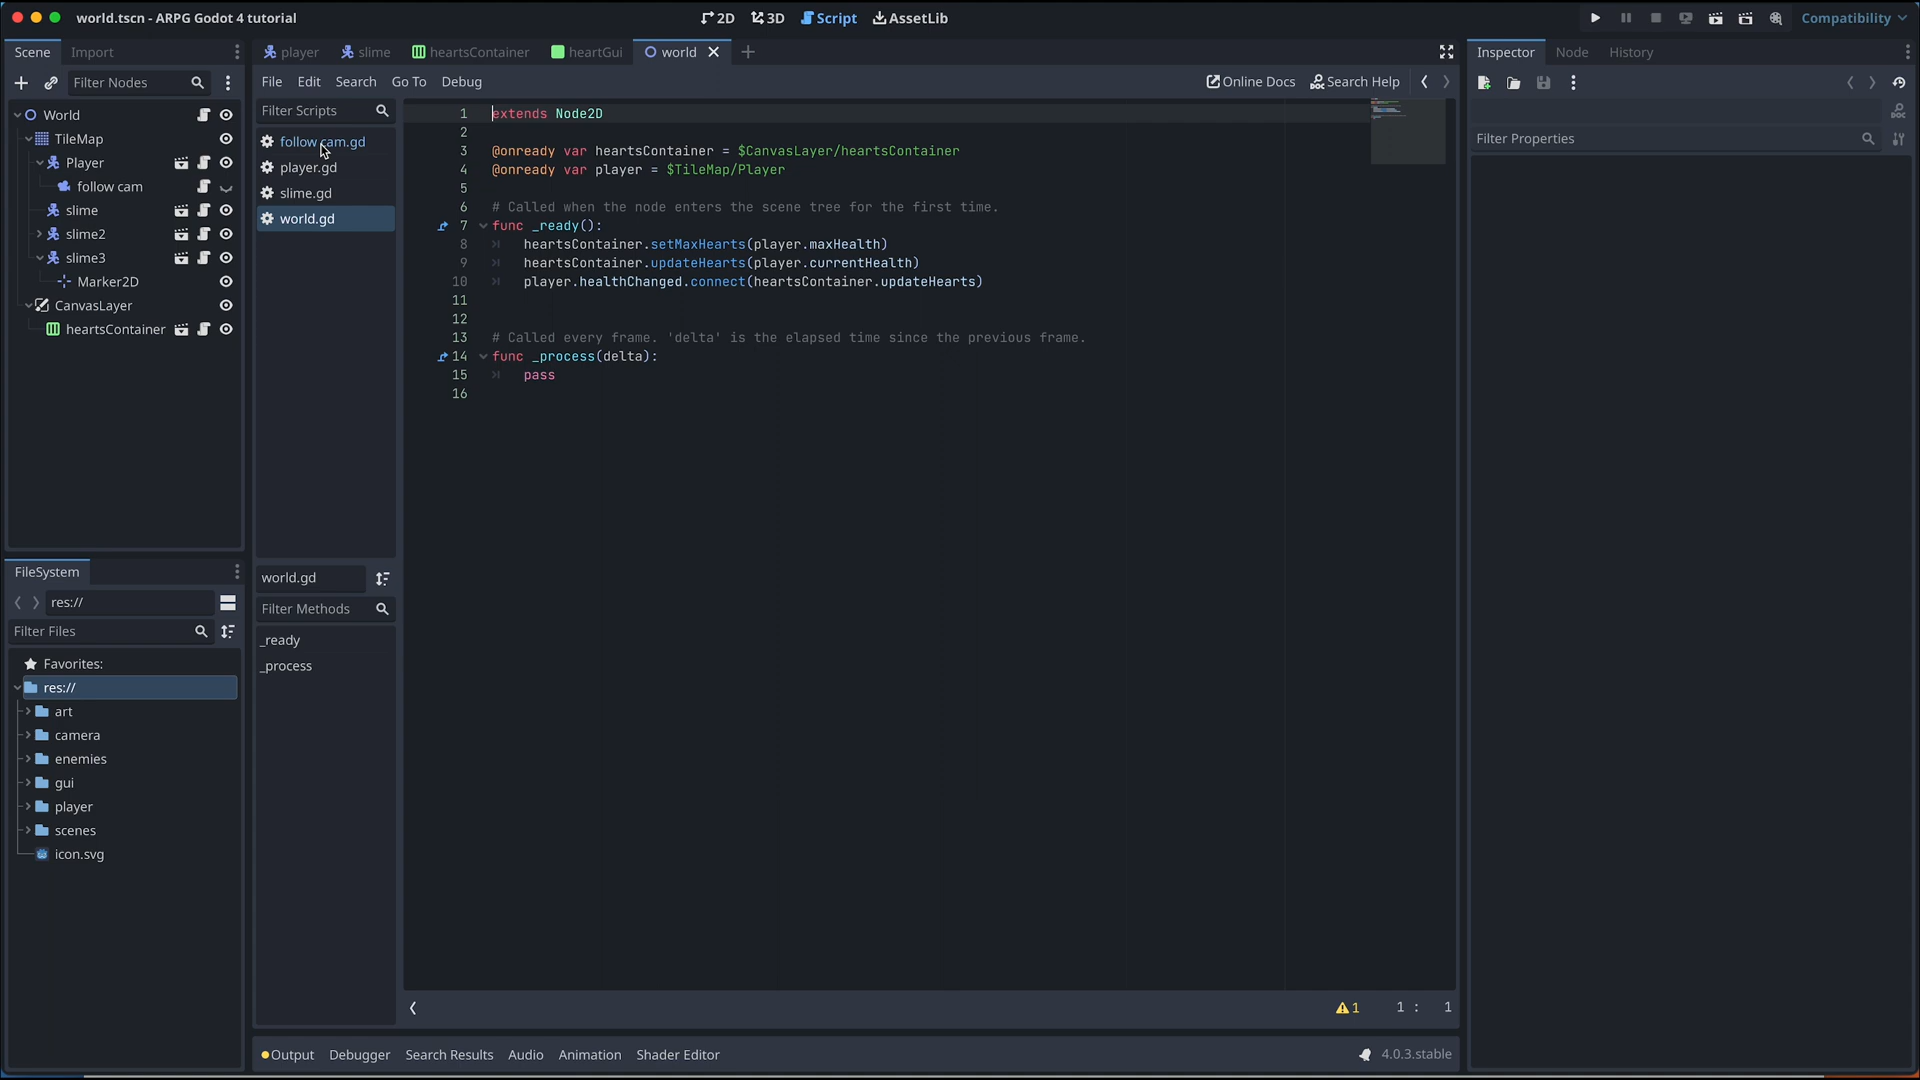 world.tscn - ARPG Godot 4 tutorial
2D
3D
Script
AssetLib
Compatibility
Scene
Import
Filter Nodes
World
TileMap
Player
follow cam
slime
slime2
slime3
Marker2D
CanvasLayer
heartsContainer
FileSystem
res://
Filter Files
Favorites:
res://
art
camera
enemies
gui
player
scenes
icon.svg
player
slime
heartsContainer
heartGui
world
File
Edit
Search
Go To
Debug
Online Docs
Search Help
Filter Scripts
follow cam.gd
player.gd
slime.gd
world.gd
world.gd
Filter Methods
_ready
_process
1 extends Node2D
2
3 @onready var heartsContainer = $CanvasLayer/heartsContainer
4 @onready var player = $TileMap/Player
5
6 # Called when the node enters the scene tree for the first time.
7 func _ready():
8 heartsContainer.setMaxHearts(player.maxHealth)
9 heartsContainer.updateHearts(player.currentHealth)
10 player.healthChanged.connect(heartsContainer.updateHearts)
11
12
13 # Called every frame. 'delta' is the elapsed time since the previous frame.
14 func _process(delta):
15 pass
16
1
1 : 1
Output
Debugger
Search Results
Audio
Animation
Shader Editor
4.0.3.stable
Inspector
Node
History
Filter Properties